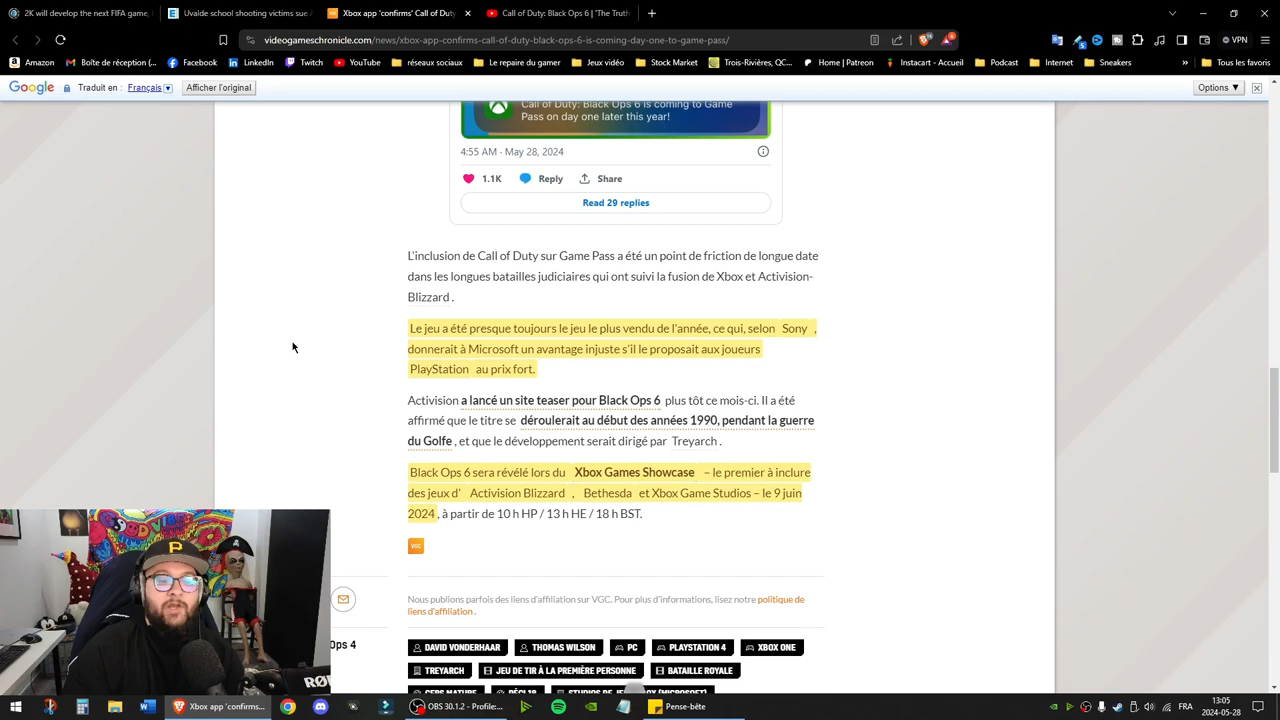 2K will develop the next FIFA game,
Uvalde school shooting victims sue
Xbox app 'confirms' Call of Duty
Call of Duty: Black Ops 6 | 'The Truth
videogameschronicle.com/news/xbox-app-confirms-call-of-duty-black-ops-6-is-coming-day-one-to-game-pass/
VPN
Amazon
Boîte de réception (...
Facebook
LinkedIn
Twitch
YouTube
réseaux sociaux
Le repaire du gamer
Jeux vidéo
Stock Market
Trois-Rivières, QC...
Home | Patreon
Instacart - Accueil
Podcast
Internet
Sneakers
Tous les favoris
Google
Traduit en : Français
Afficher l'original
Options ▼
Call of Duty: Black Ops 6 is coming to Game
Pass on day one later this year!
4:55 AM · May 28, 2024
1.1K Reply Share
Read 29 replies
L'inclusion de Call of Duty sur Game Pass a été un point de friction de longue date
dans les longues batailles judiciaires qui ont suivi la fusion de Xbox et Activision-
Blizzard .
Le jeu a été presque toujours le jeu le plus vendu de l'année, ce qui, selon Sony ,
donnerait à Microsoft un avantage injuste s'il le proposait aux joueurs
PlayStation au prix fort.
Activision a lancé un site teaser pour Black Ops 6 plus tôt ce mois-ci. Il a été
affirmé que le titre se déroulerait au début des années 1990, pendant la guerre
du Golfe , et que le développement serait dirigé par Treyarch .
Black Ops 6 sera révélé lors du Xbox Games Showcase – le premier à inclure
des jeux d' Activision Blizzard , Bethesda et Xbox Game Studios – le 9 juin
2024 , à partir de 10 h HP / 13 h HE / 18 h BST.
VGC
Nous publions parfois des liens d'affiliation sur VGC. Pour plus d'informations, lisez notre politique de
liens d'affiliation .
Ops 4
DAVID VONDERHAAR
THOMAS WILSON
PC
PLAYSTATION 4
XBOX ONE
TREYARCH
JEU DE TIR À LA PREMIÈRE PERSONNE
BATAILLE ROYALE
RØD
Xbox app "confirms...
OBS 30.1.2 - Profile:...
Pense-bête
FRA
13:05
2024-05-28